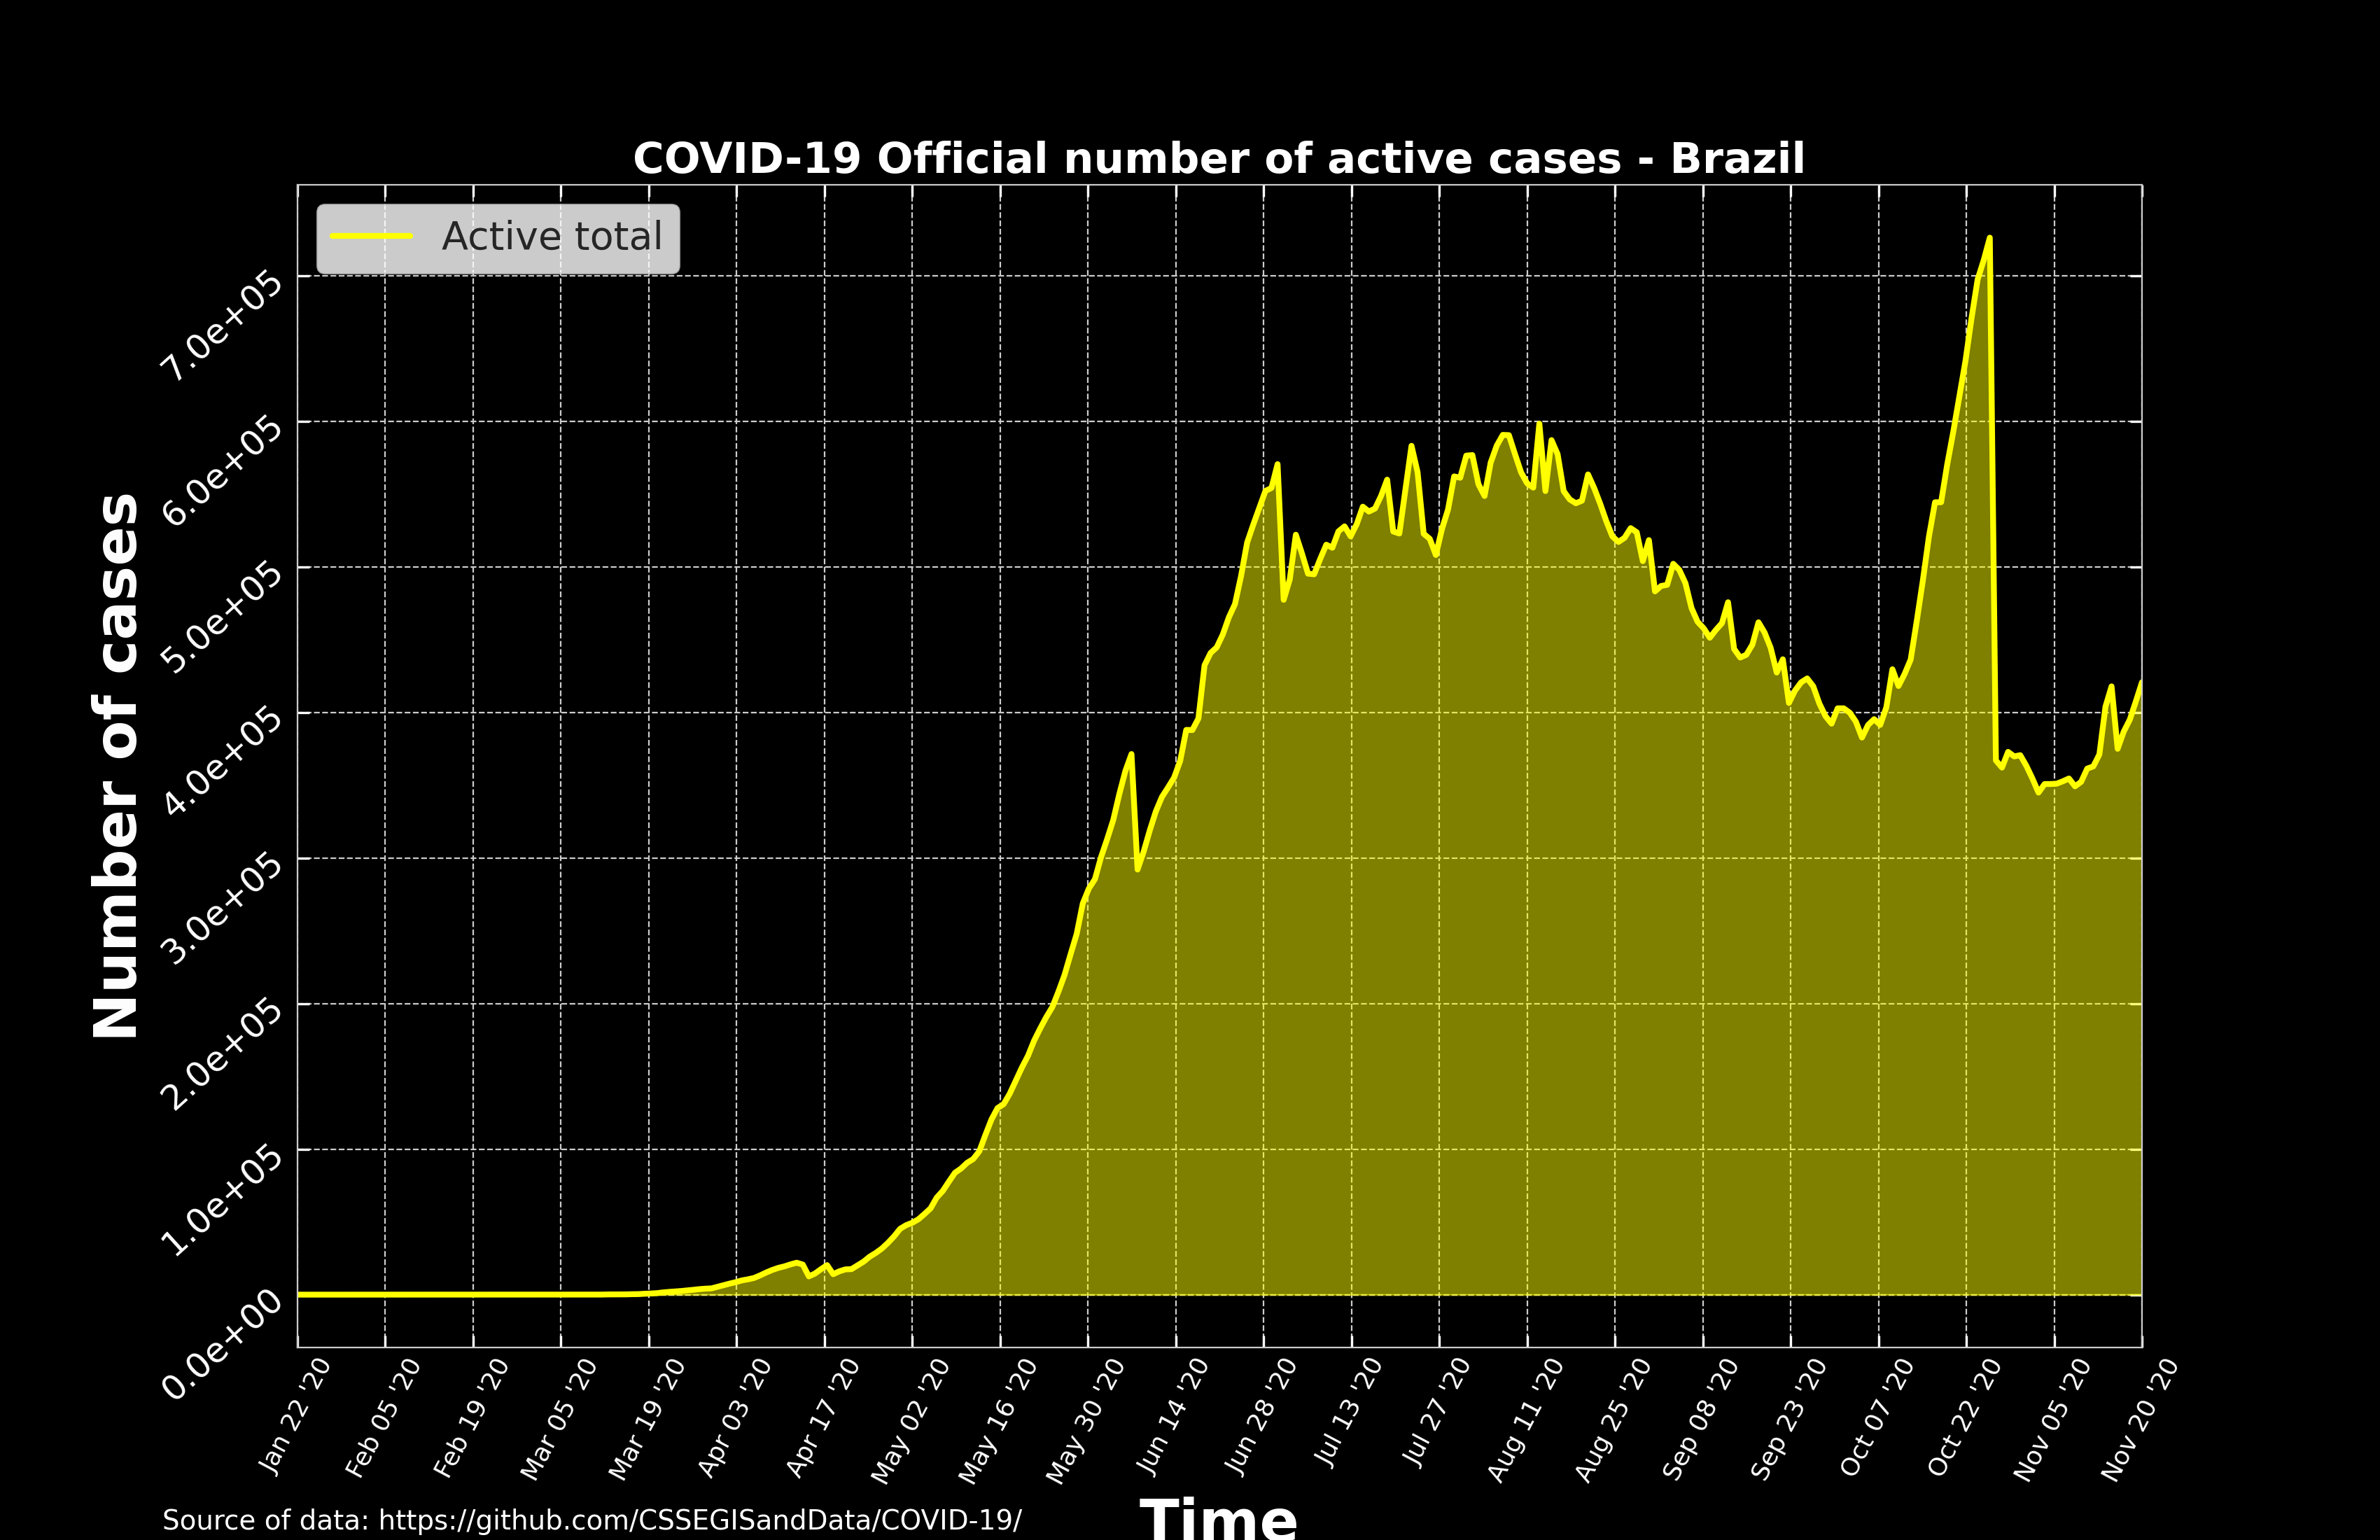 COVID-19 Official number of active cases - Brazil
Active total
Number of cases
7.0e+05
6.0e+05
5.0e+05
4.0e+05
3.0e+05
2.0e+05
1.0e+05
0.0e+00
Jan 22 '20
Feb 05 '20
Feb 19 '20
Mar 05 '20
Mar 19 '20
Apr 03 '20
Apr 17 '20
May 02 '20
May 16 '20
May 30 '20
Jun 14 '20
Jun 28 '20
Jul 13 '20
Jul 27 '20
Aug 11 '20
Aug 25 '20
Sep 08 '20
Sep 23 '20
Oct 07 '20
Oct 22 '20
Nov 05 '20
Nov 20 '20
Time
Source of data: https://github.com/CSSEGISandData/COVID-19/